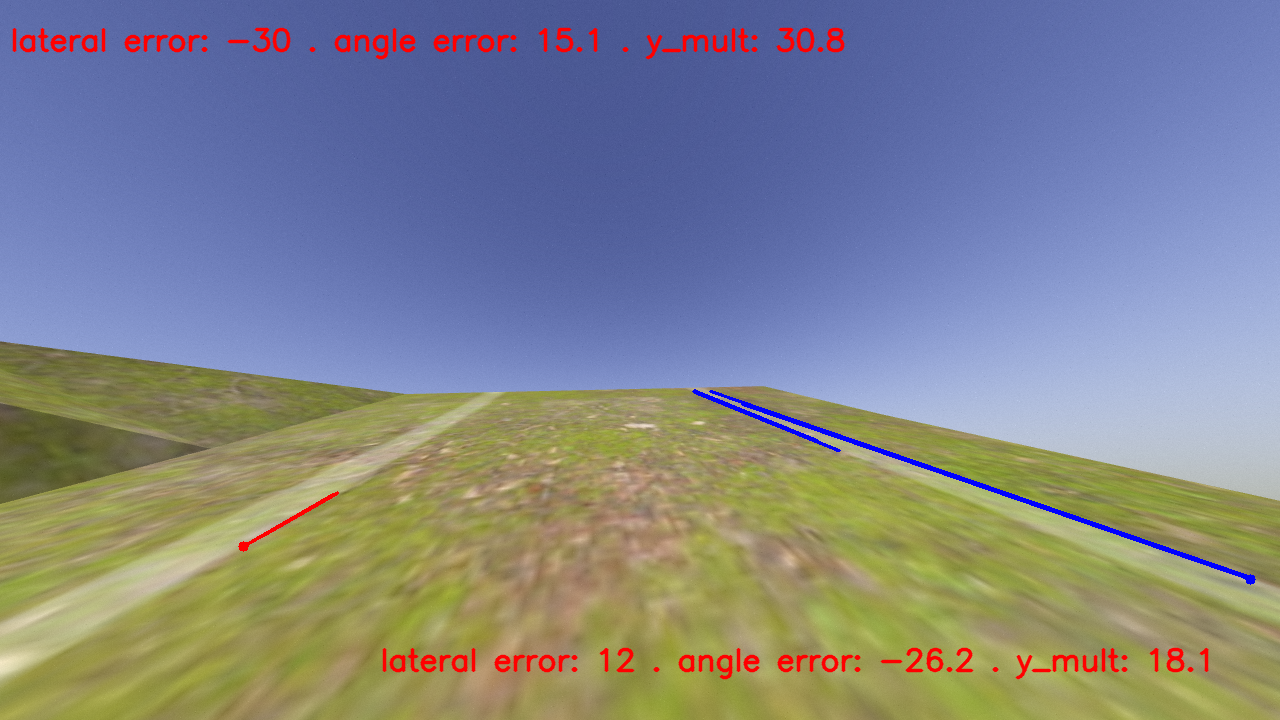 lateral error: -30 . angle error: 15.1 . y_mult: 30.8
lateral error: 12 . angle error: -26.2 . y_mult: 18.1